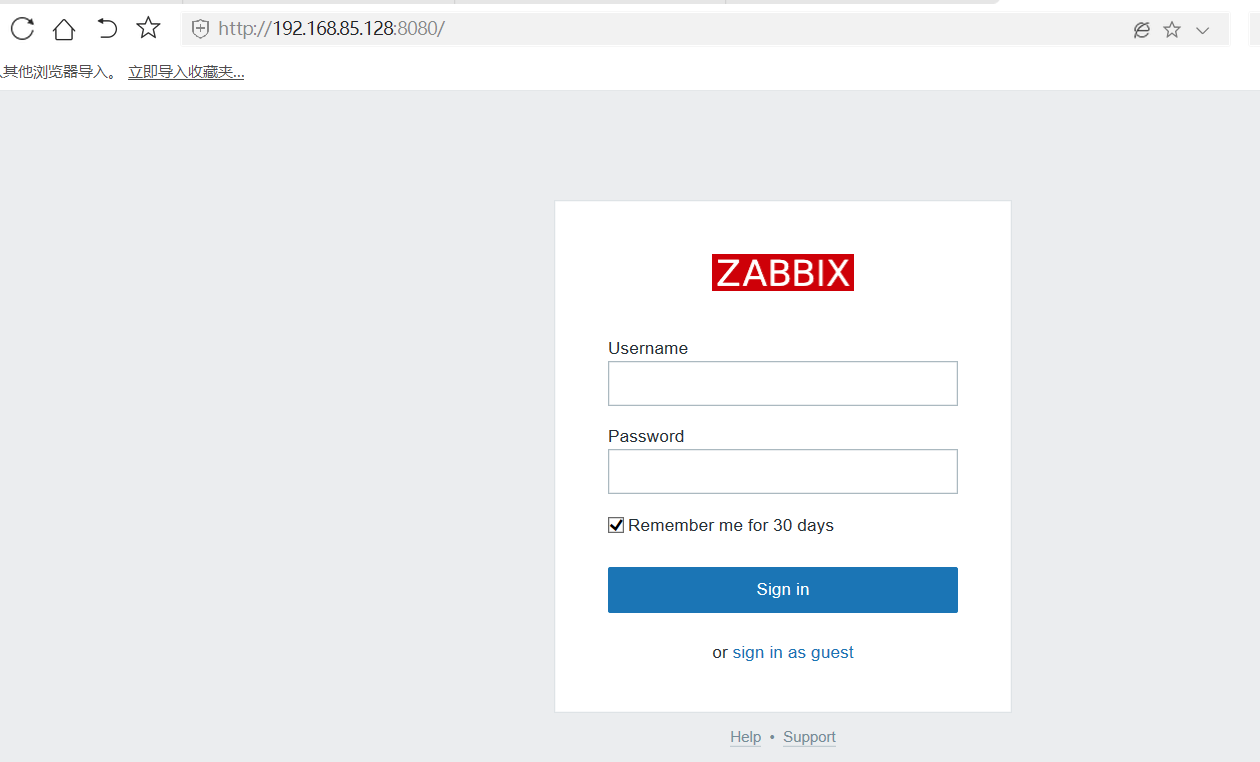 http://192.168.85.128:8080/
其他浏览器导入。 立即导入收藏夹...
ZABBIX
Username
Password
Remember me for 30 days
Sign in
or sign in as guest
Help • Support